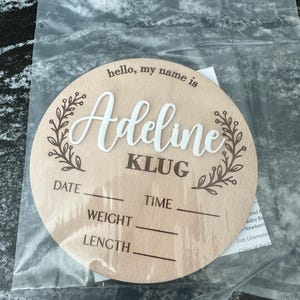 hello, my name is
Adeline
KLUG
DATE TIME
WEIGHT
LENGTH